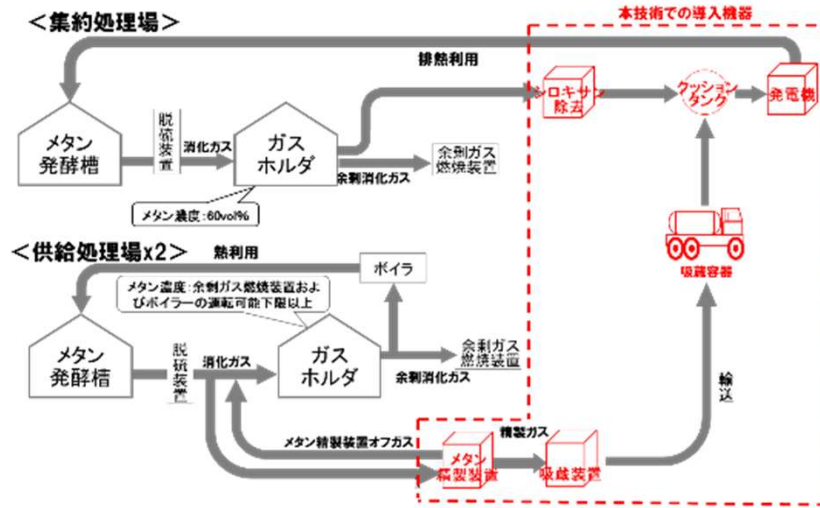 本技術での導入機器
＜集約処理場＞
排熱利用
シロキサン
除去
クッション
タンク
発電機
メタン
発酵槽
脱硫装置
消化ガス
ガス
ホルダ
余剰消化ガス
余剰ガス
燃焼装置
メタン濃度：60vol%
吸蔵容器
＜供給処理場x2＞
熱利用
ボイラ
メタン濃度：余剰ガス燃焼装置およ
びボイラーの運転可能下限以上
メタン
発酵槽
脱硫装置
消化ガス
ガス
ホルダ
余剰消化ガス
余剰ガス
燃焼装置
輸送
メタン精製装置オフガス
メタン
精製装置
精製ガス
吸蔵装置